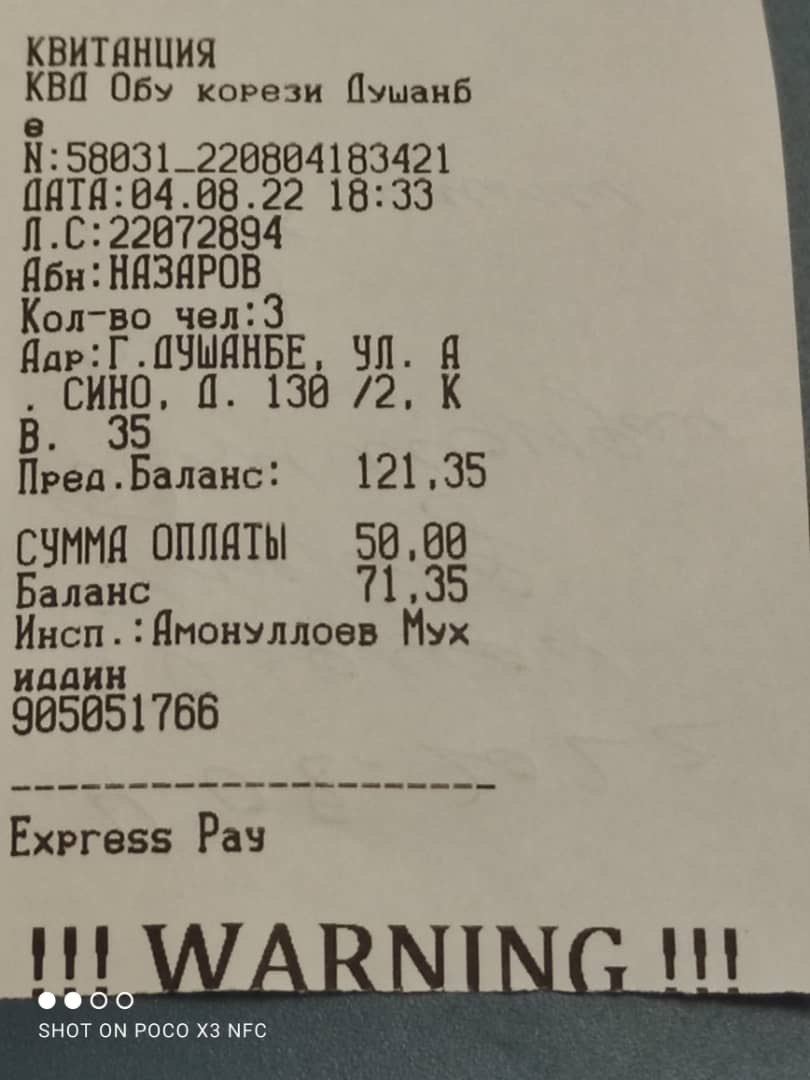 КВИТАНЦИЯ
КВД Обу корези Душанб
е
N:58031_220804183421
ДАТА:04.08.22 18:33
Л.С:22072894
Абн:НАЗАРОВ
Кол-во чел:3
Адр:Г.ДУШАНБЕ, УЛ. А
. СИНО, Д. 130 /2, К
В. 35
Пред.Баланс: 121,35
СУММА ОПЛАТЫ 50,00
Баланс 71,35
Инсп.:Амонуллоев Мух
иддин
905051766
--------------------
Express Pay
!!! WARNING !!!
SHOT ON POCO X3 NFC